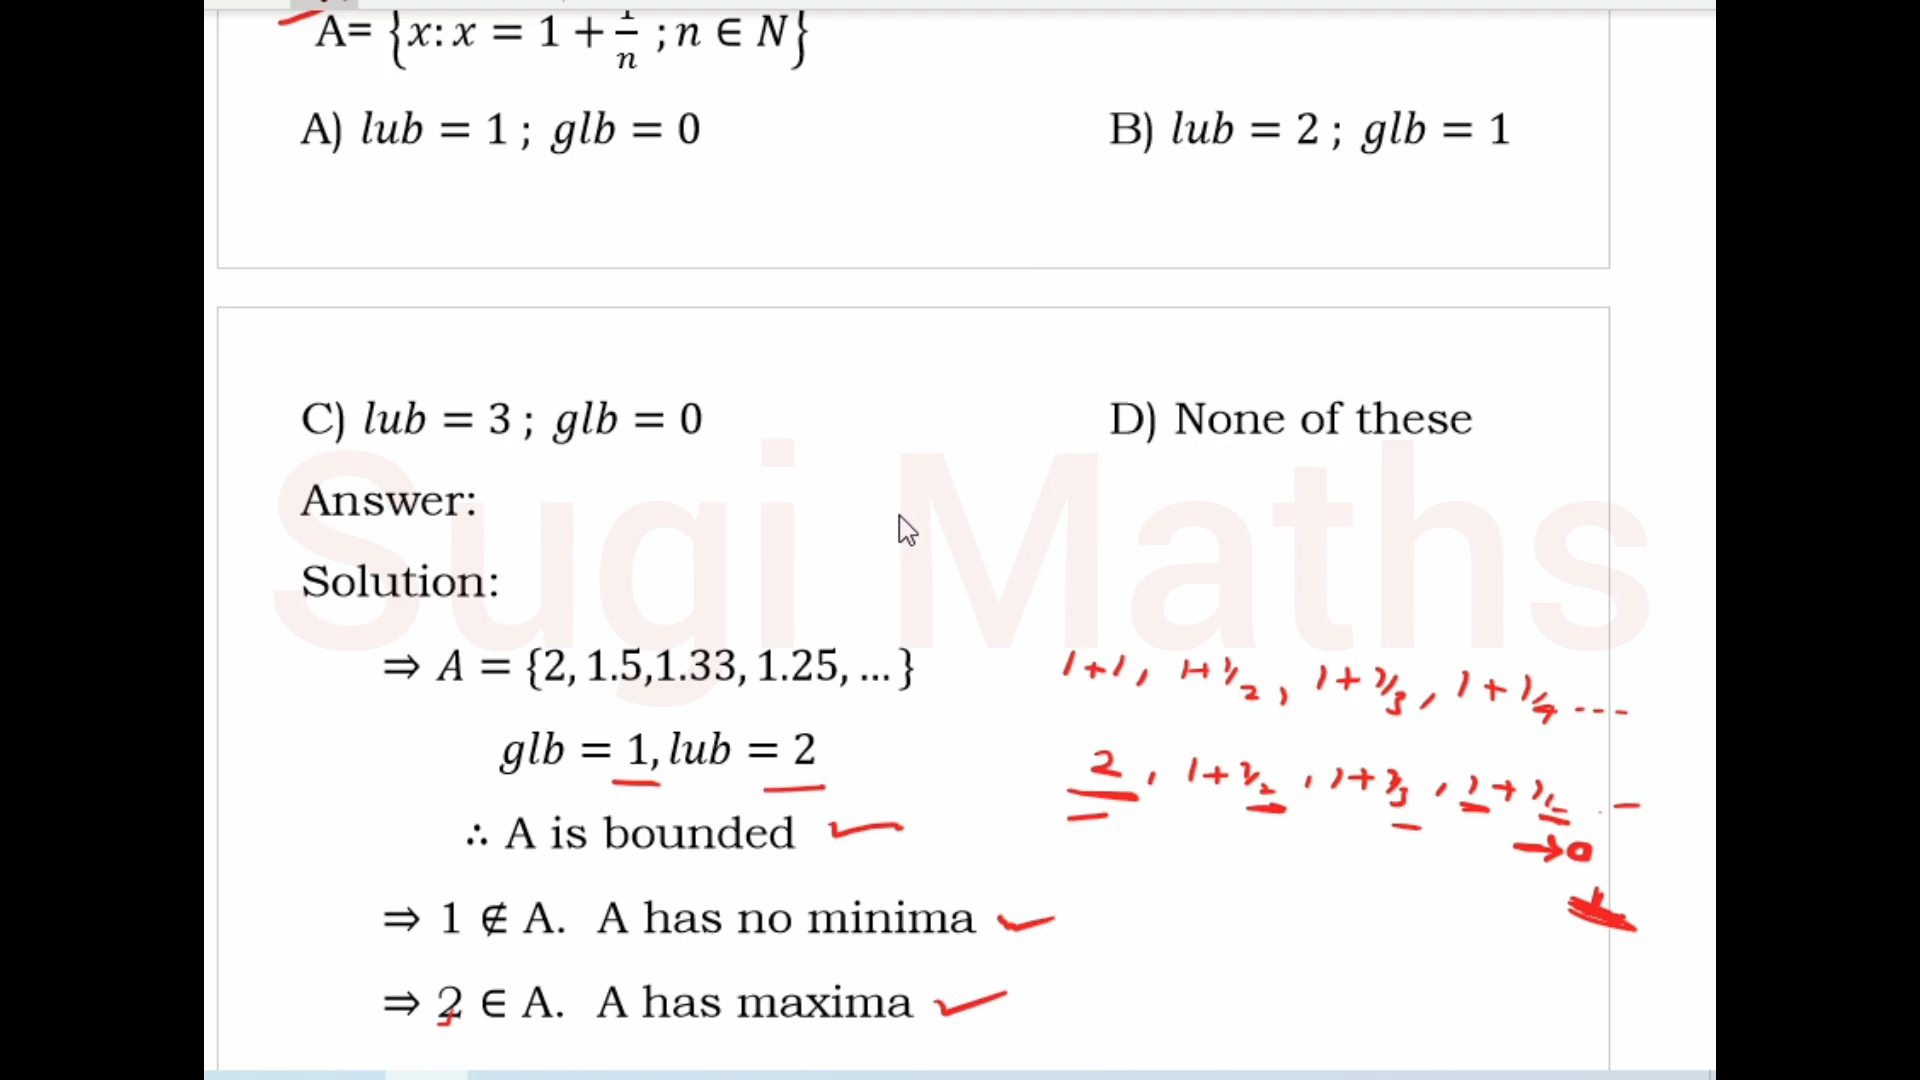 A= {x: x = 1 + 1/n ; n ∈ N}
A) lub = 1 ; glb = 0
B) lub = 2 ; glb = 1
C) lub = 3 ; glb = 0
D) None of these
Answer:
Solution:
⇒ A = {2, 1.5,1.33, 1.25, ...}
1+1, 1+1/2, 1+1/3, 1+1/4 ----
glb = 1, lub = 2
2, 1+1/2, 1+1/3,
∴ A is bounded
→0
⇒ 1 ∉ A. A has no minima
1
⇒ 2 ∈ A. A has maxima
Sugi Maths